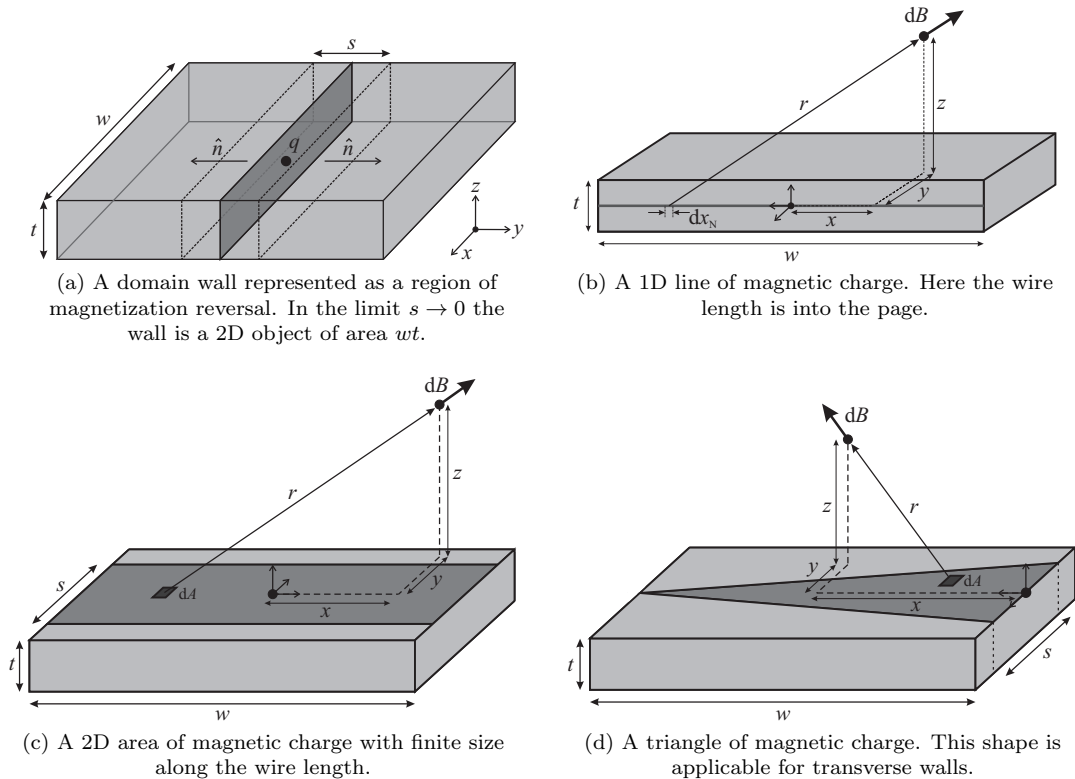 s
w
n̂
q
n̂
t
z
y
x
(a) A domain wall represented as a region of
magnetization reversal. In the limit s → 0 the
wall is a 2D object of area wt.
dB
r
z
t
y
dx_N
x
w
(b) A 1D line of magnetic charge. Here the wire
length is into the page.
dB
r
z
s
dA
y
x
t
w
(c) A 2D area of magnetic charge with finite size
along the wire length.
dB
z
r
y
dA
x
t
s
w
(d) A triangle of magnetic charge. This shape is
applicable for transverse walls.